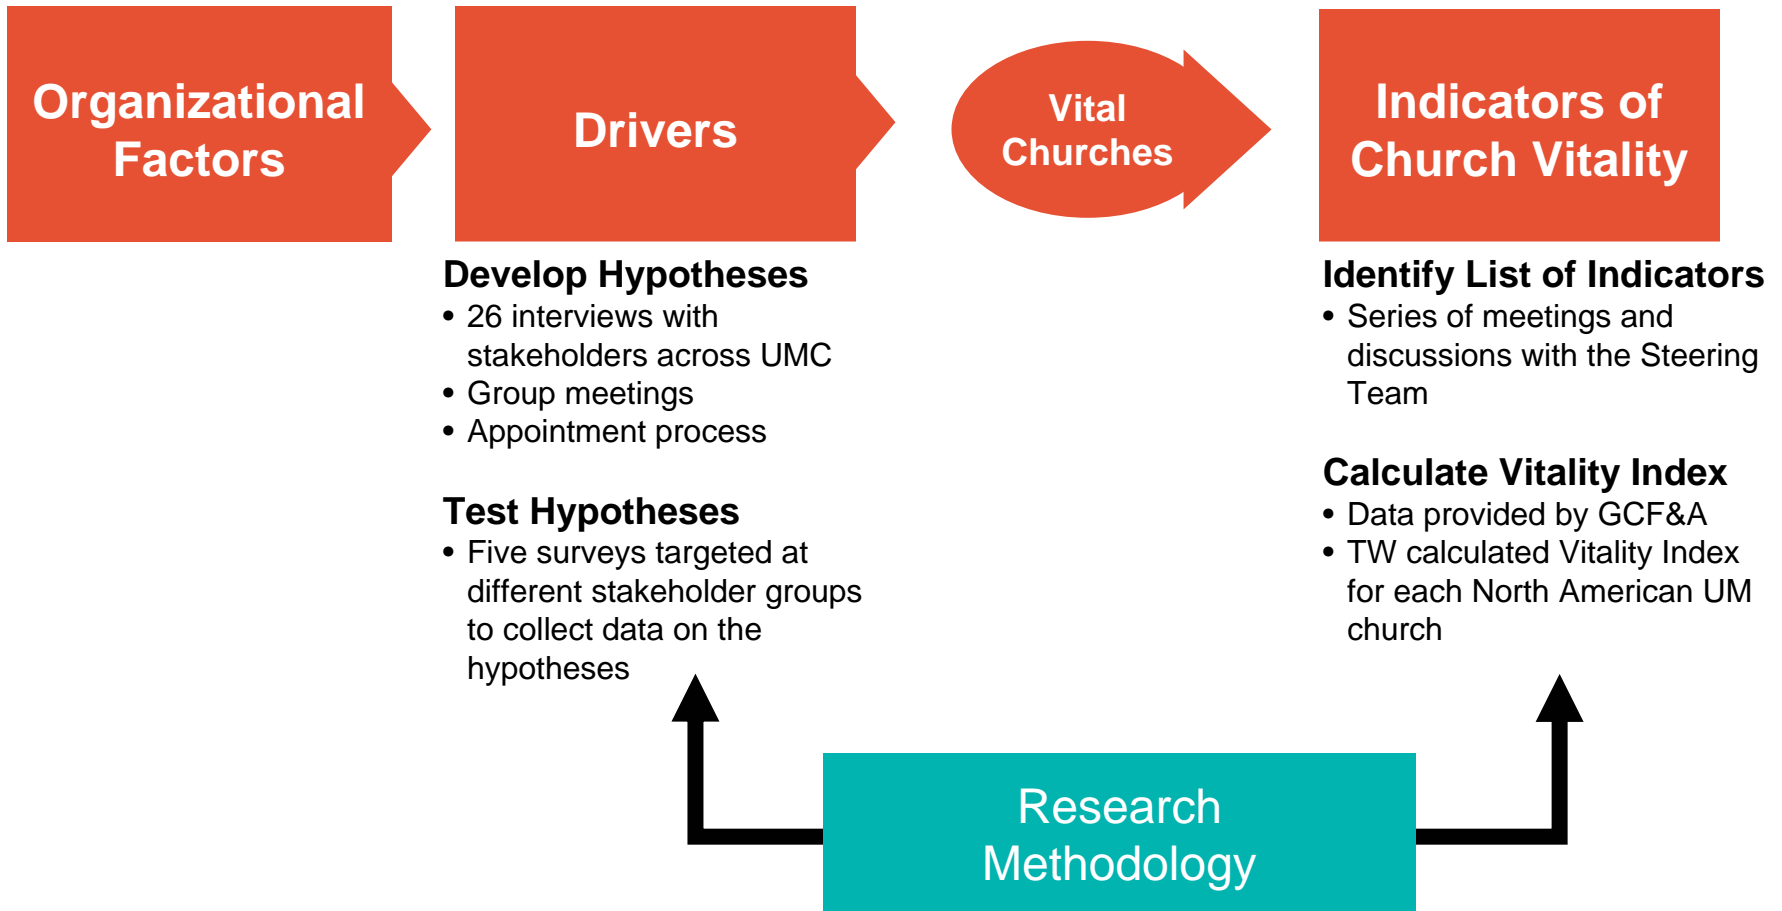 Organizational
Factors
Drivers
Vital
Churches
Indicators of
Church Vitality
Develop Hypotheses
• 26 interviews with
stakeholders across UMC
• Group meetings
• Appointment process
Test Hypotheses
• Five surveys targeted at
different stakeholder groups
to collect data on the
hypotheses
Identify List of Indicators
• Series of meetings and
discussions with the Steering
Team
Calculate Vitality Index
• Data provided by GCF&A
• TW calculated Vitality Index
for each North American UM
church
Research
Methodology